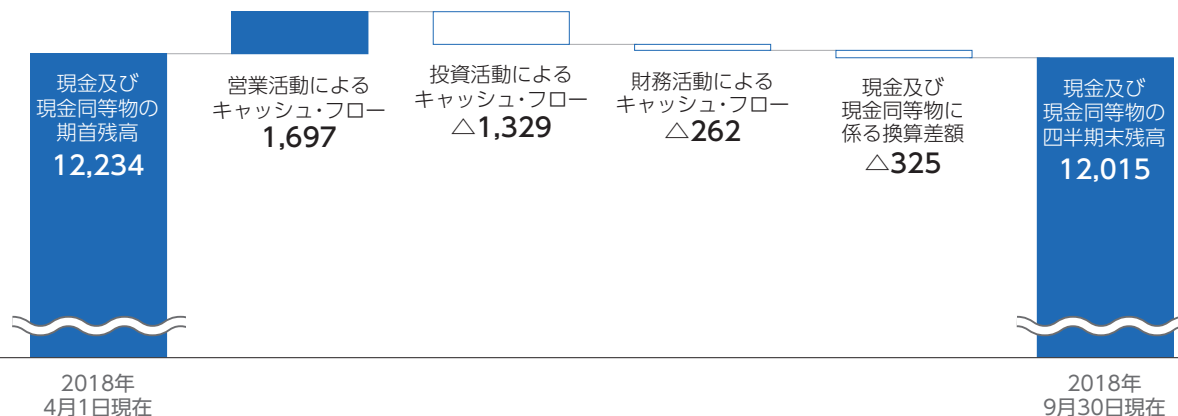 現金及び
現金同等物の
期首残高
12,234
営業活動による
キャッシュ・フロー
1,697
投資活動による
キャッシュ・フロー
△1,329
財務活動による
キャッシュ・フロー
△262
現金及び
現金同等物に
係る換算差額
△325
現金及び
現金同等物の
四半期末残高
12,015
2018年
4月1日現在
2018年
9月30日現在